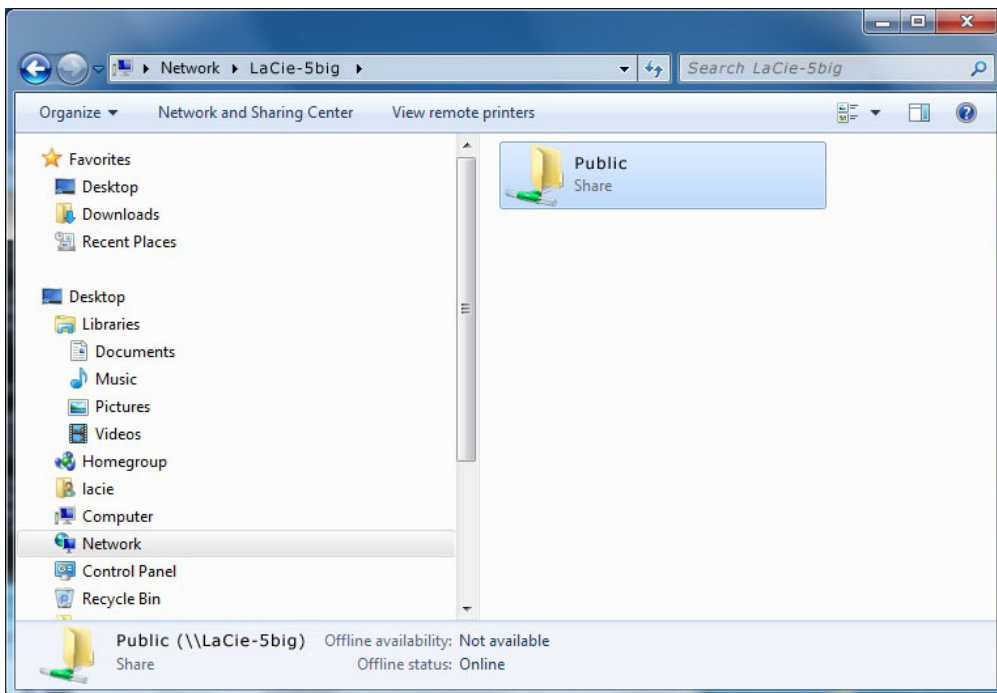 Network LaCie-5big
Search LaCie-5big
Organize Network and Sharing Center View remote printers
Favorites
Desktop
Downloads
Recent Places
Desktop
Libraries
Documents
Music
Pictures
Videos
Homegroup
lacie
Computer
Network
Control Panel
Recycle Bin
Public
Share
Public (\\LaCie-5big) Offline availability: Not available
Share Offline status: Online